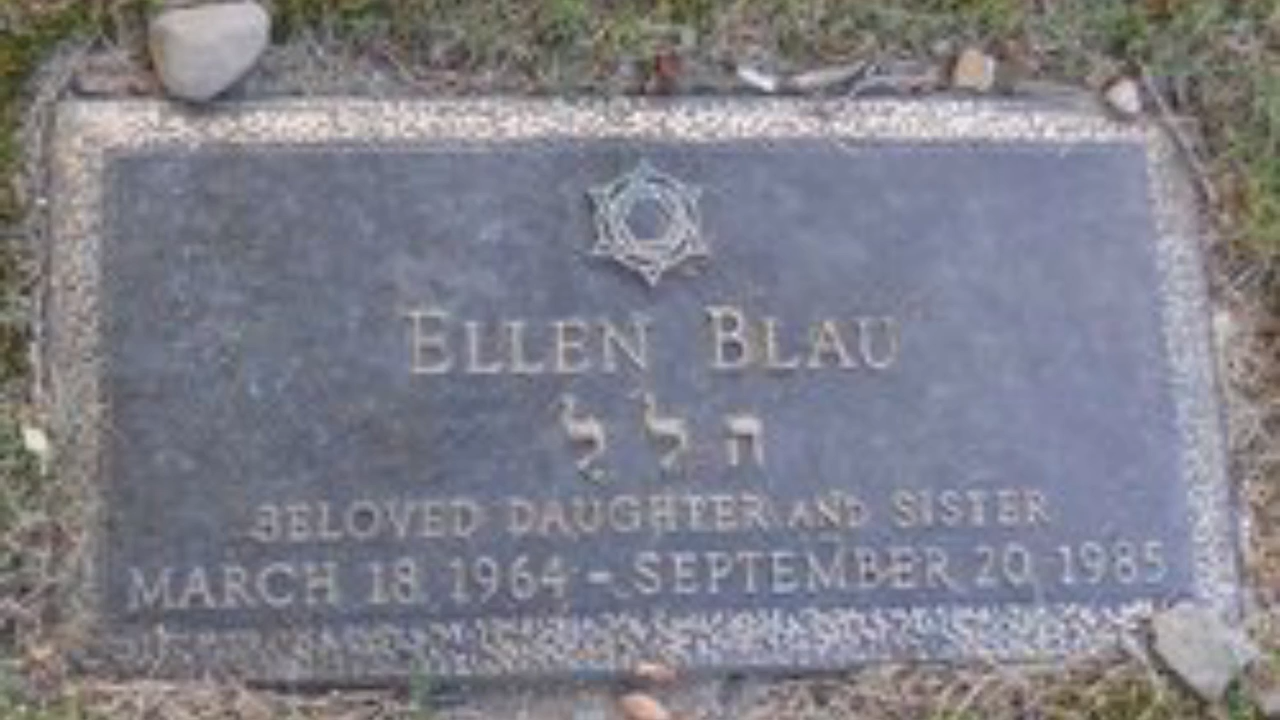 ELLEN BLAU
הלל
BELOVED DAUGHTER AND SISTER
MARCH 18, 1964 - SEPTEMBER 20, 1985